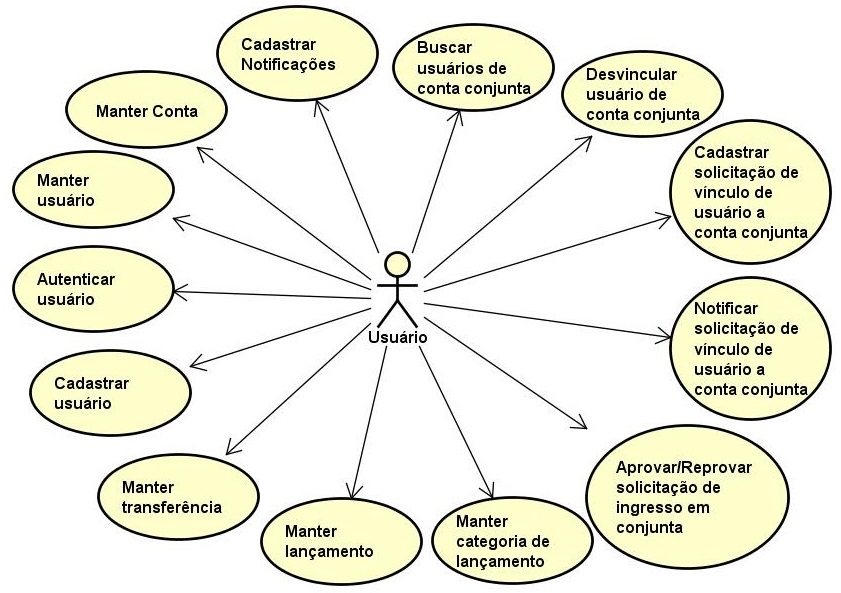 Cadastrar
Notificações
Buscar
usuários de
conta conjunta
Desvincular
usuário de
conta conjunta
Manter Conta
Cadastrar
solicitação de
vínculo de
usuário a
conta conjunta
Manter
usuário
Autenticar
usuário
Notificar
solicitação de
vínculo de
usuário a
conta conjunta
Usuário
Cadastrar
usuário
Aprovar/Reprovar
solicitação de
ingresso em
conjunta
Manter
transferência
Manter
lançamento
Manter
categoria de
lançamento